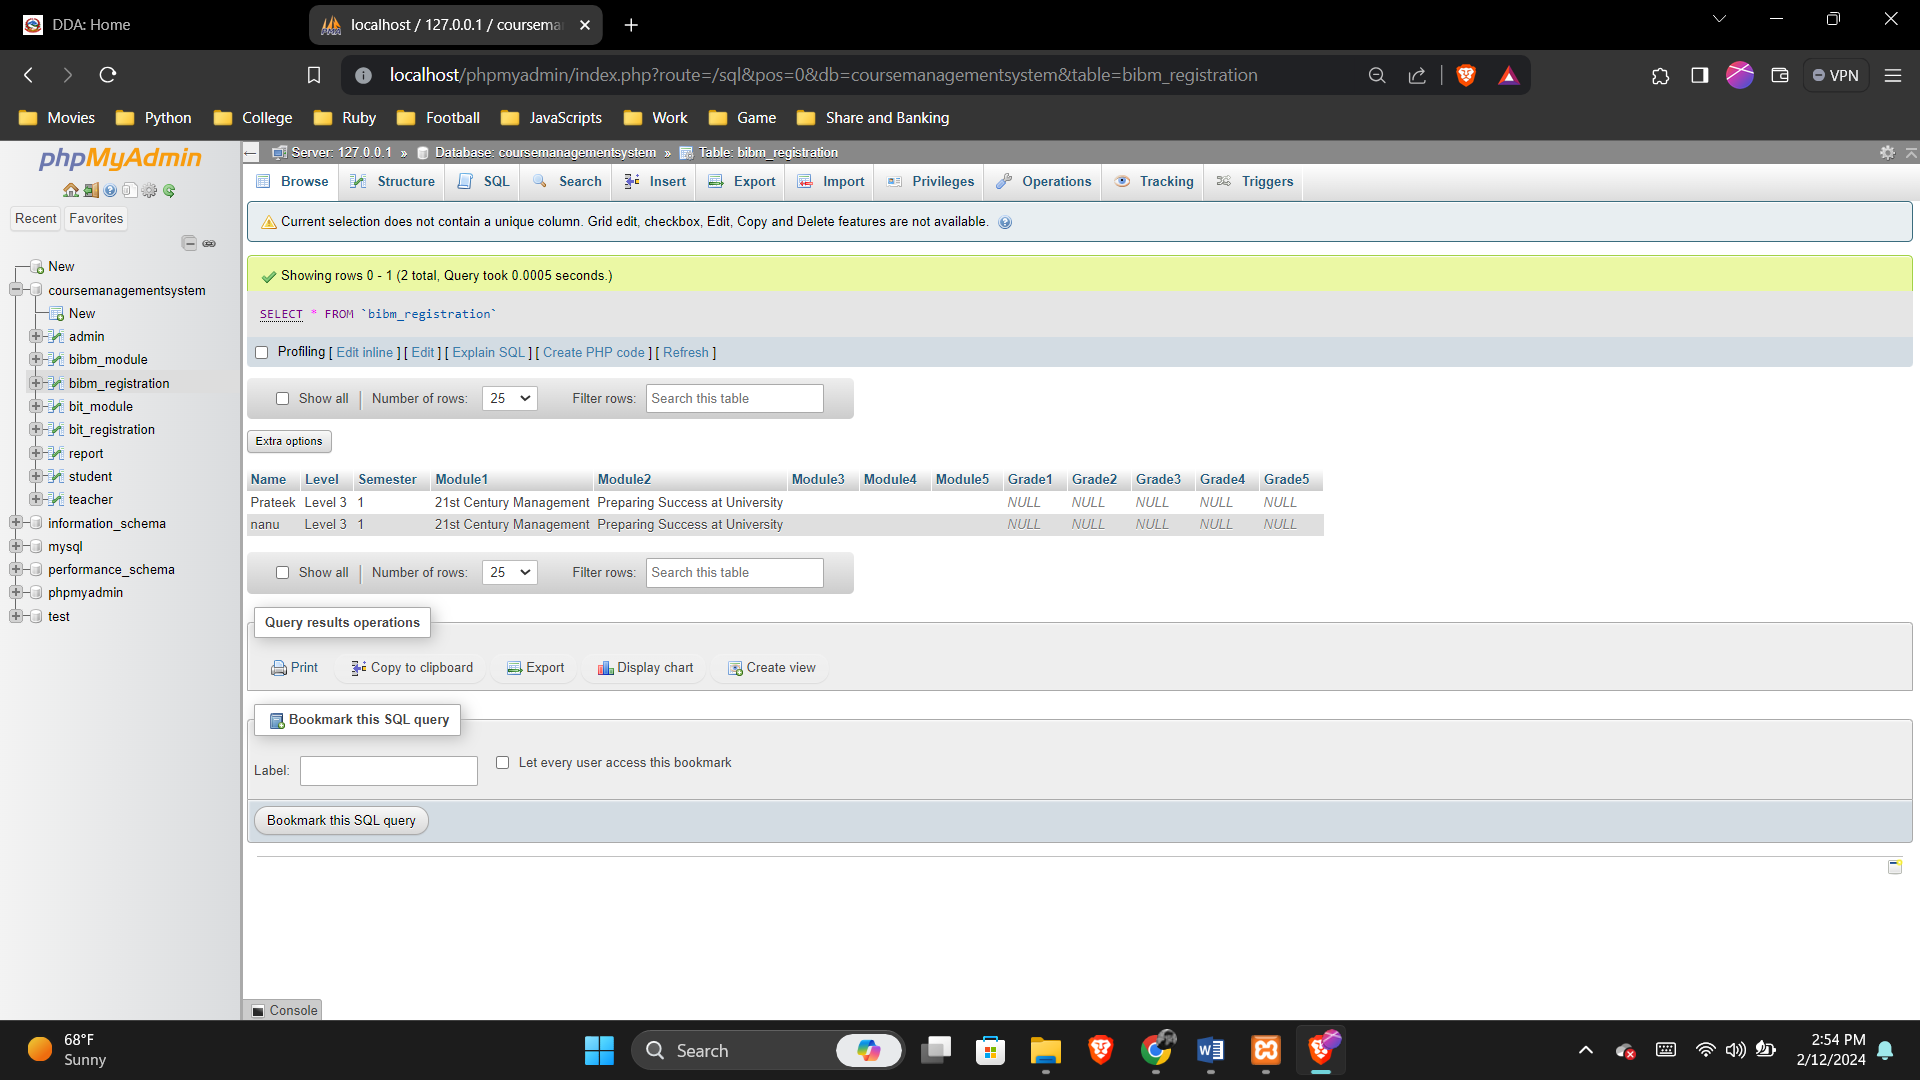 DDA: Home
localhost / 127.0.0.1 / coursema
localhost/phpmyadmin/index.php?route=/sql&pos=0&db=coursemanagementsystem&table=bibm_registration
VPN
Movies Python College Ruby Football JavaScripts Work Game Share and Banking
phpMyAdmin
Recent Favorites
New
coursemanagementsystem
New
admin
bibm_module
bibm_registration
bit_module
bit_registration
report
student
teacher
information_schema
mysql
performance_schema
phpmyadmin
test
Server: 127.0.0.1 » Database: coursemanagementsystem » Table: bibm_registration
Browse Structure SQL Search Insert Export Import Privileges Operations Tracking Triggers
Current selection does not contain a unique column. Grid edit, checkbox, Edit, Copy and Delete features are not available.
Showing rows 0 - 1 (2 total, Query took 0.0005 seconds.)
SELECT * FROM `bibm_registration`
Profiling [ Edit inline ] [ Edit ] [ Explain SQL ] [ Create PHP code ] [ Refresh ]
Show all Number of rows: 25 Filter rows: Search this table
Extra options
Name Level Semester Module1 Module2 Module3 Module4 Module5 Grade1 Grade2 Grade3 Grade4 Grade5
Prateek Level 3 1 21st Century Management Preparing Success at University NULL NULL NULL NULL NULL
nanu Level 3 1 21st Century Management Preparing Success at University NULL NULL NULL NULL NULL
Show all Number of rows: 25 Filter rows: Search this table
Query results operations
Print Copy to clipboard Export Display chart Create view
Bookmark this SQL query
Label: Let every user access this bookmark
Bookmark this SQL query
Console
68°F
Sunny
Search
2:54 PM
2/12/2024